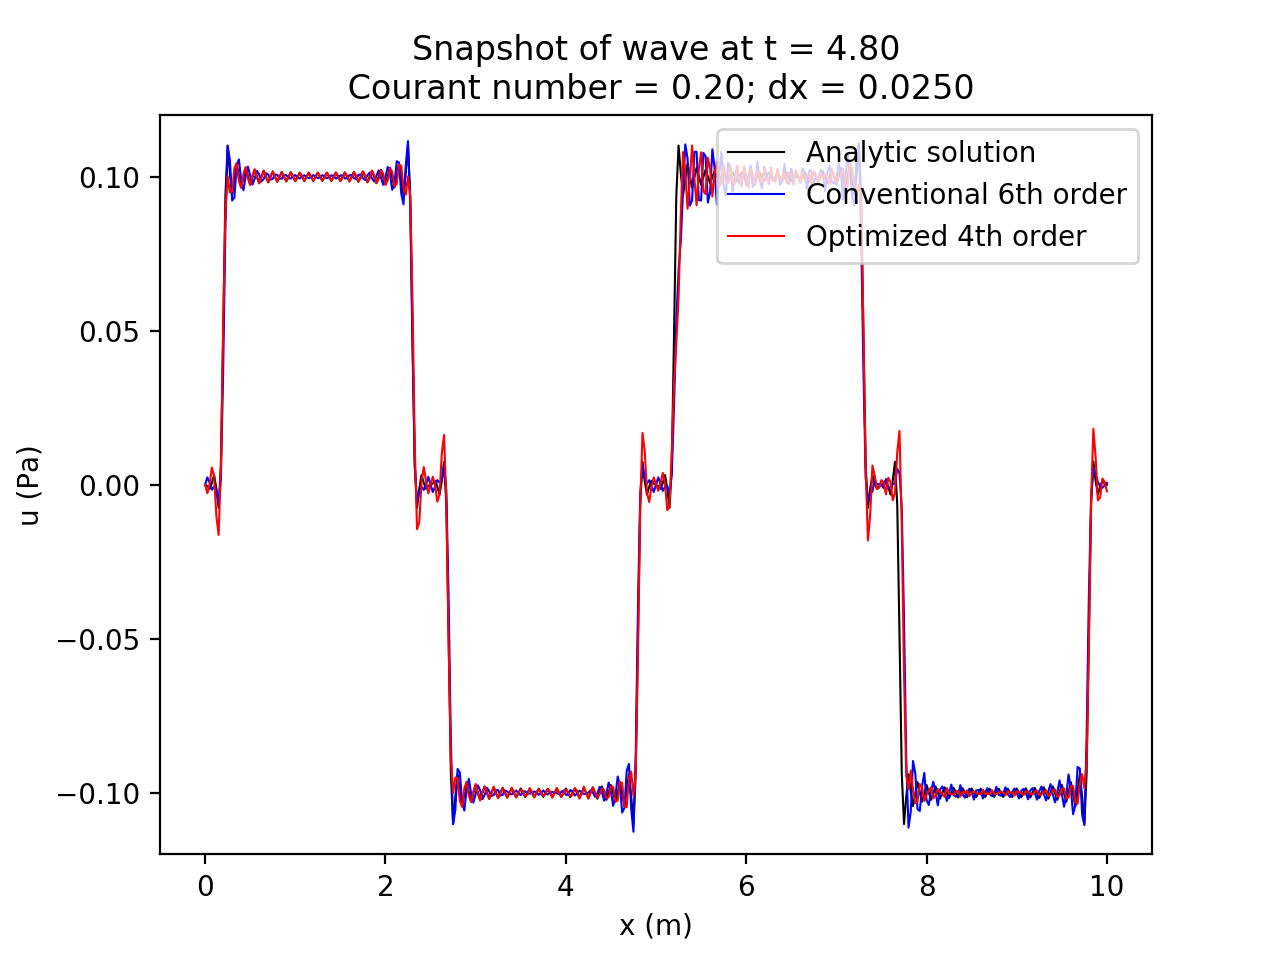 Snapshot of wave at t = 4.80
Courant number = 0.20; dx = 0.0250
Analytic solution
Conventional 6th order
Optimized 4th order
0.10
0.05
0.00
−0.05
−0.10
u (Pa)
0 2 4 6 8 10
x (m)